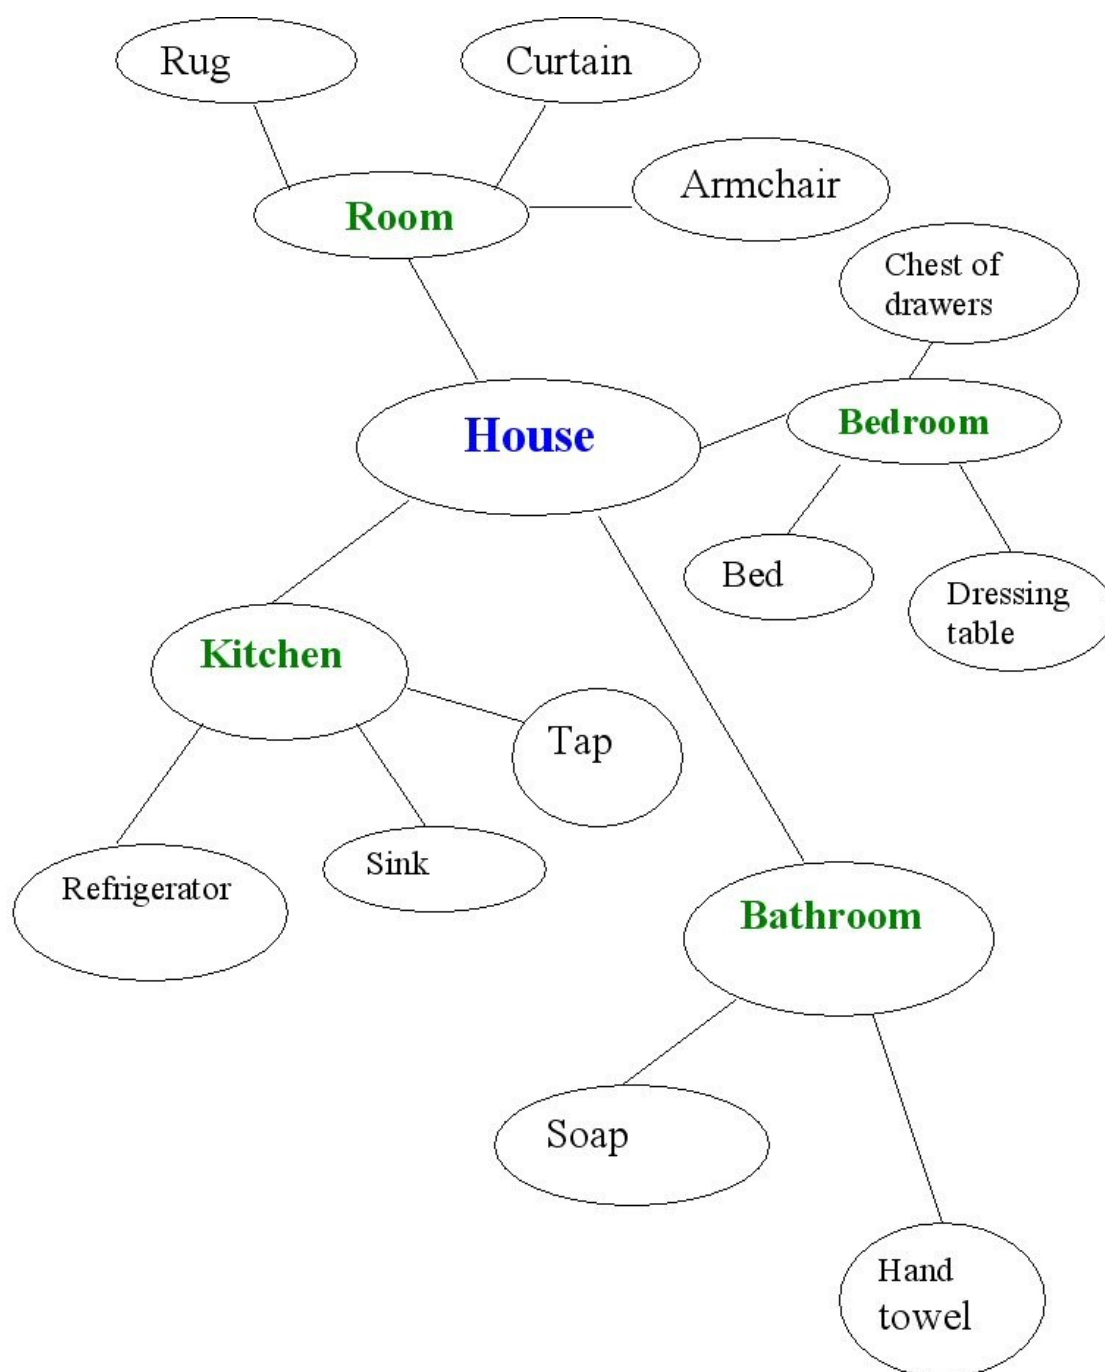 Rug
Curtain
Armchair
Room
Chest of
drawers
House
Bedroom
Bed
Dressing
table
Kitchen
Tap
Sink
Refrigerator
Bathroom
Soap
Hand
towel